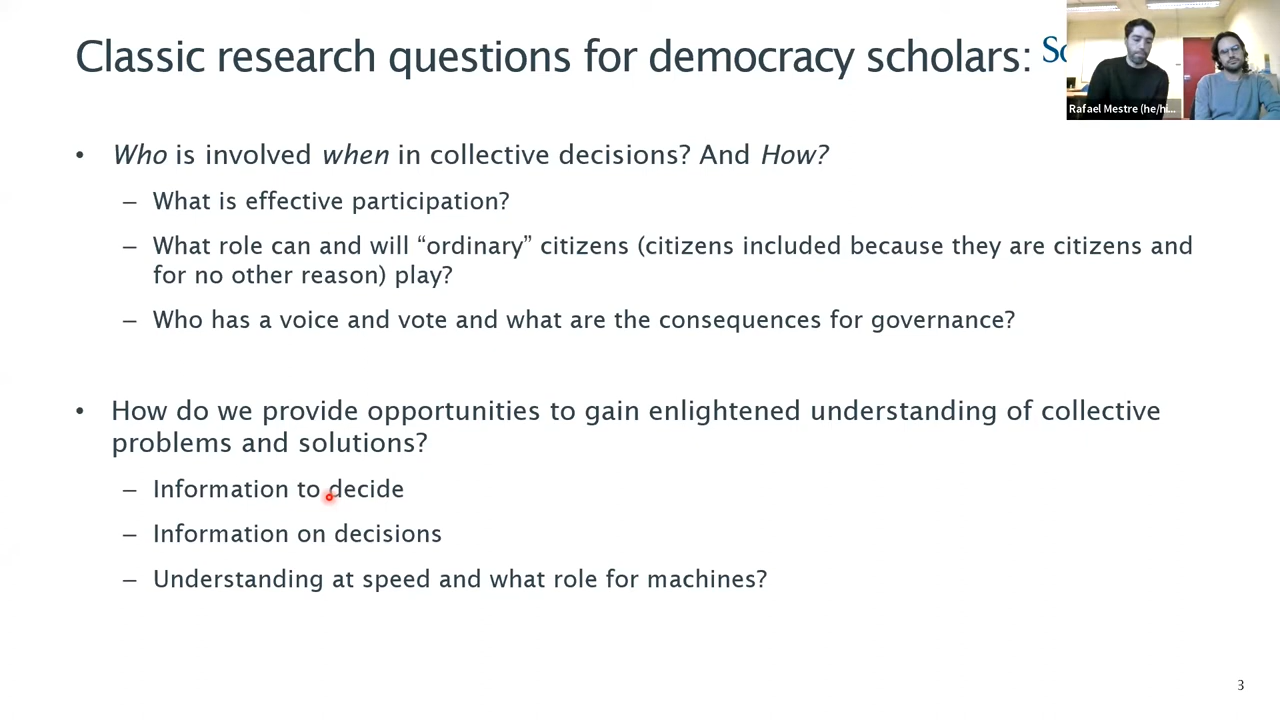 Classic research questions for democracy scholars:
Rafael Mestre (he/hi...
• Who is involved when in collective decisions? And How?
– What is effective participation?
– What role can and will “ordinary” citizens (citizens included because they are citizens and
for no other reason) play?
– Who has a voice and vote and what are the consequences for governance?
• How do we provide opportunities to gain enlightened understanding of collective
problems and solutions?
– Information to decide
– Information on decisions
– Understanding at speed and what role for machines?
3